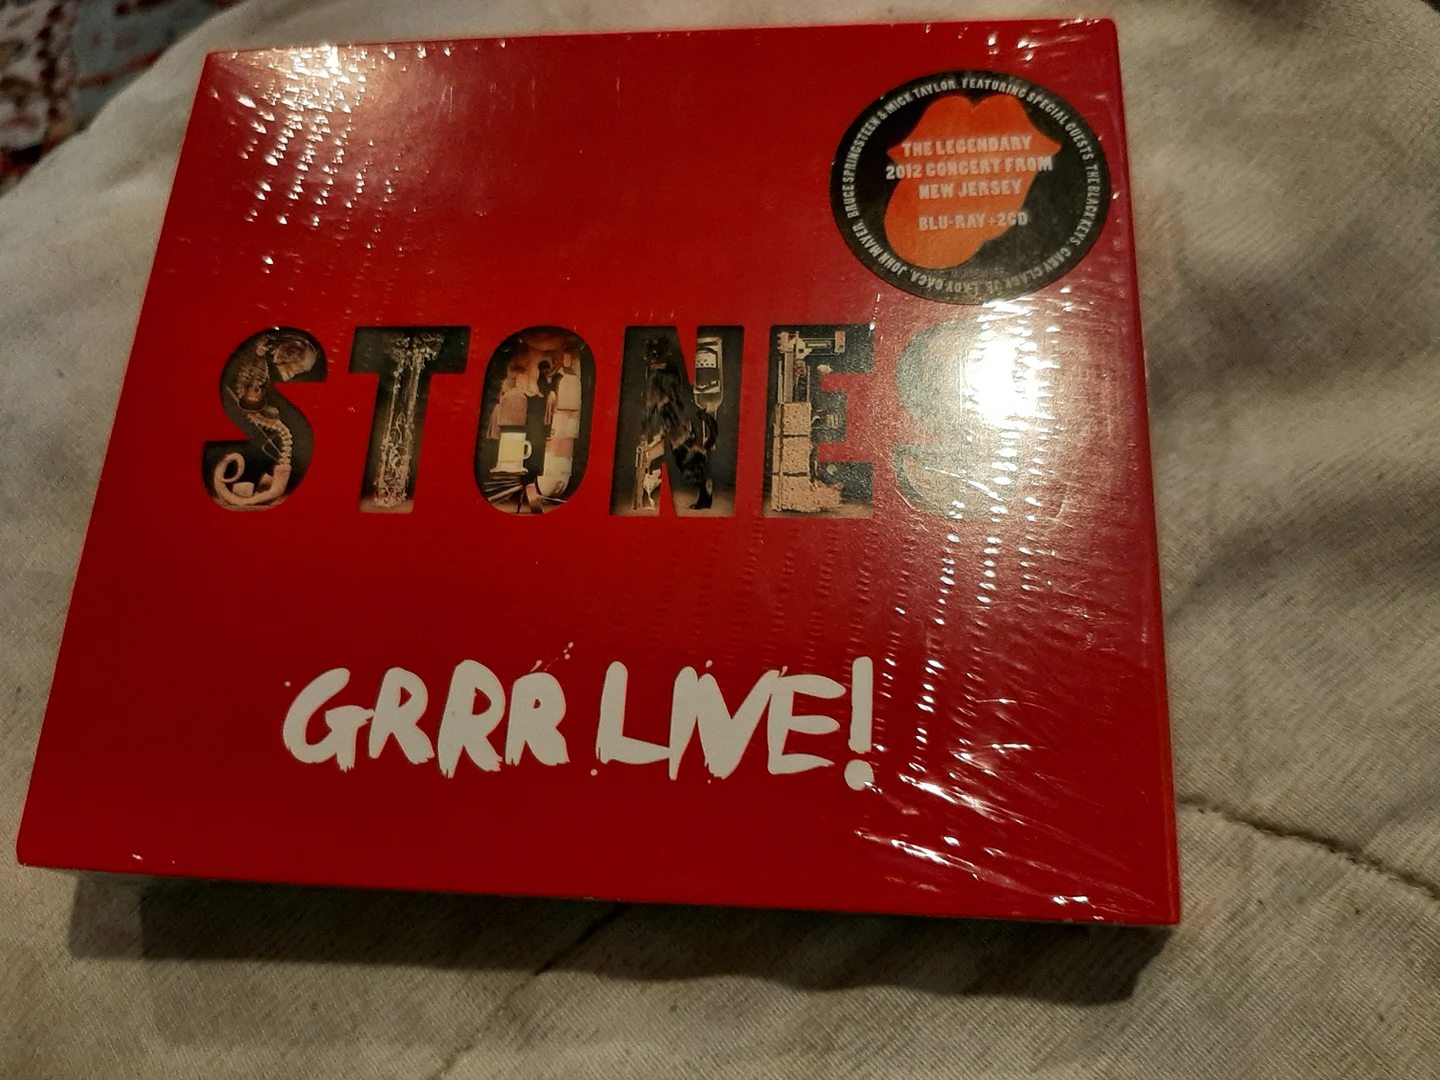 FEATURING SPECIAL GUESTS: THE BLACK KEYS, GARY CLARK JR, LADY GAGA, JOHN MAYER, BRUCE SPRINGSTEEN & MICK TAYLOR.
THE LEGENDARY
2012 CONCERT FROM
NEW JERSEY
BLU-RAY+2CD
STONES
GRRR LIVE!